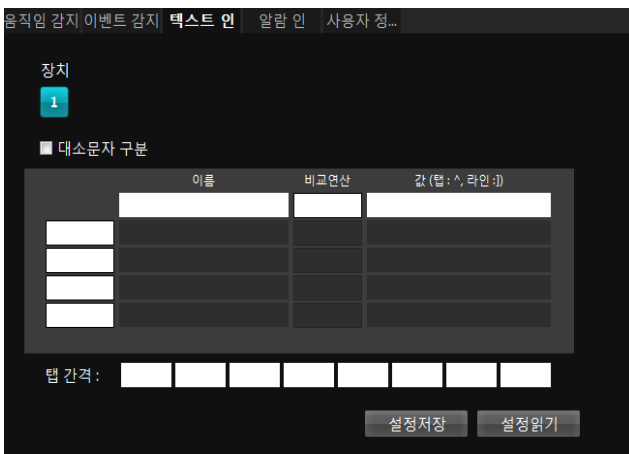 움직임 감지 이벤트 감지 텍스트 인 알람 인 사용자 정...
장치
1
대소문자 구분
이름 비교연산 값 (탭 : ^, 라인 :])
탭 간격 :
설정저장 설정읽기